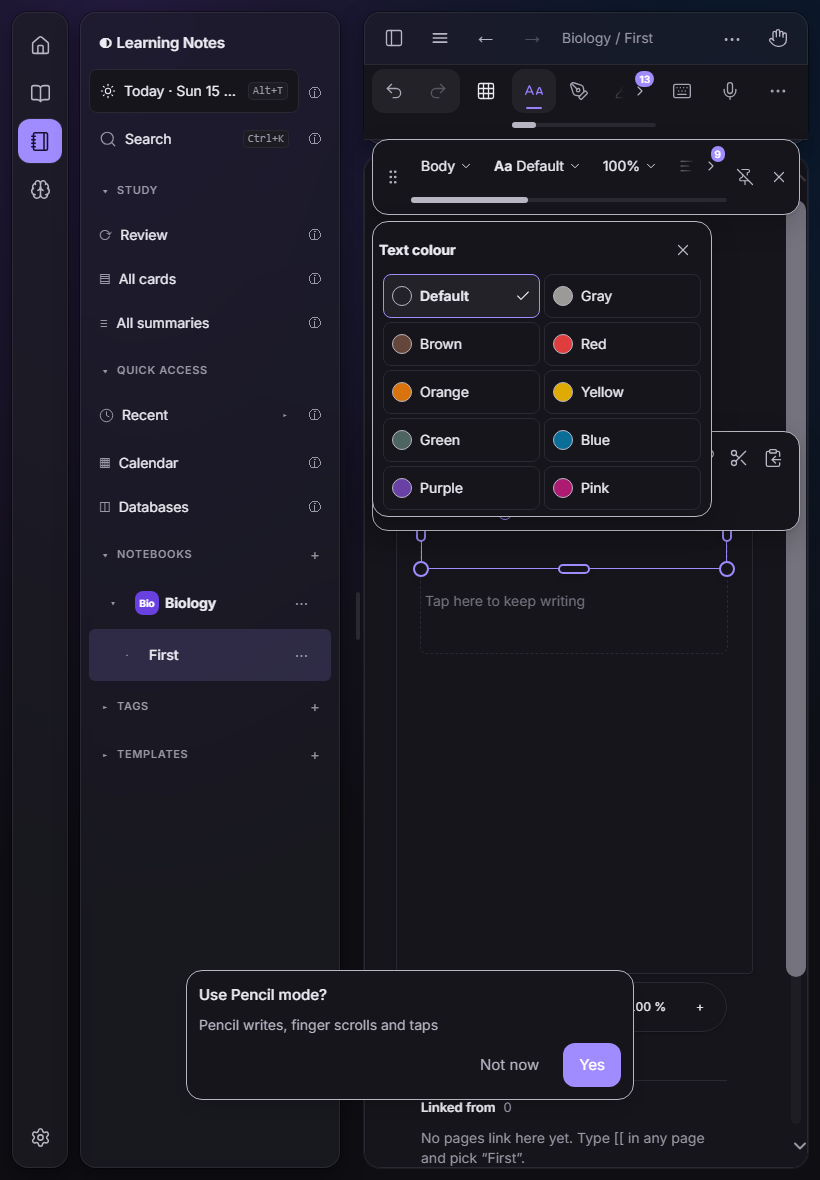 Learning Notes
Today · Sun 15 ... Alt+T
Search Ctrl+K
STUDY
Review
All cards
All summaries
QUICK ACCESS
Recent
Calendar
Databases
NOTEBOOKS +
Bio Biology ...
First ...
TAGS +
TEMPLATES +
Biology / First
AA
13
Body Aa Default 100% 9
Text colour
Default Gray
Brown Red
Orange Yellow
Green Blue
Purple Pink
Tap here to keep writing
Use Pencil mode?
Pencil writes, finger scrolls and taps
Not now Yes
00 % +
Linked from 0
No pages link here yet. Type [[ in any page
and pick “First”.